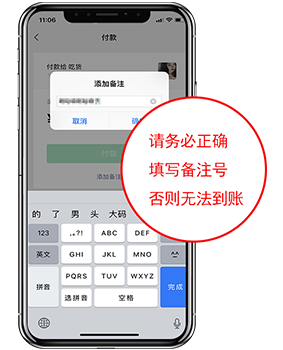 11:06
付款
付款给 吃货
添加备注
取消
确
付款
添加备注
请务必正确
填写备注号
否则无法到账
的 了 男 头 大码
123 ,。?! ABC DEF
英文 GHI JKL MNO ^^
拼音 PQRS TUV WXYZ 完成
选拼音 空格